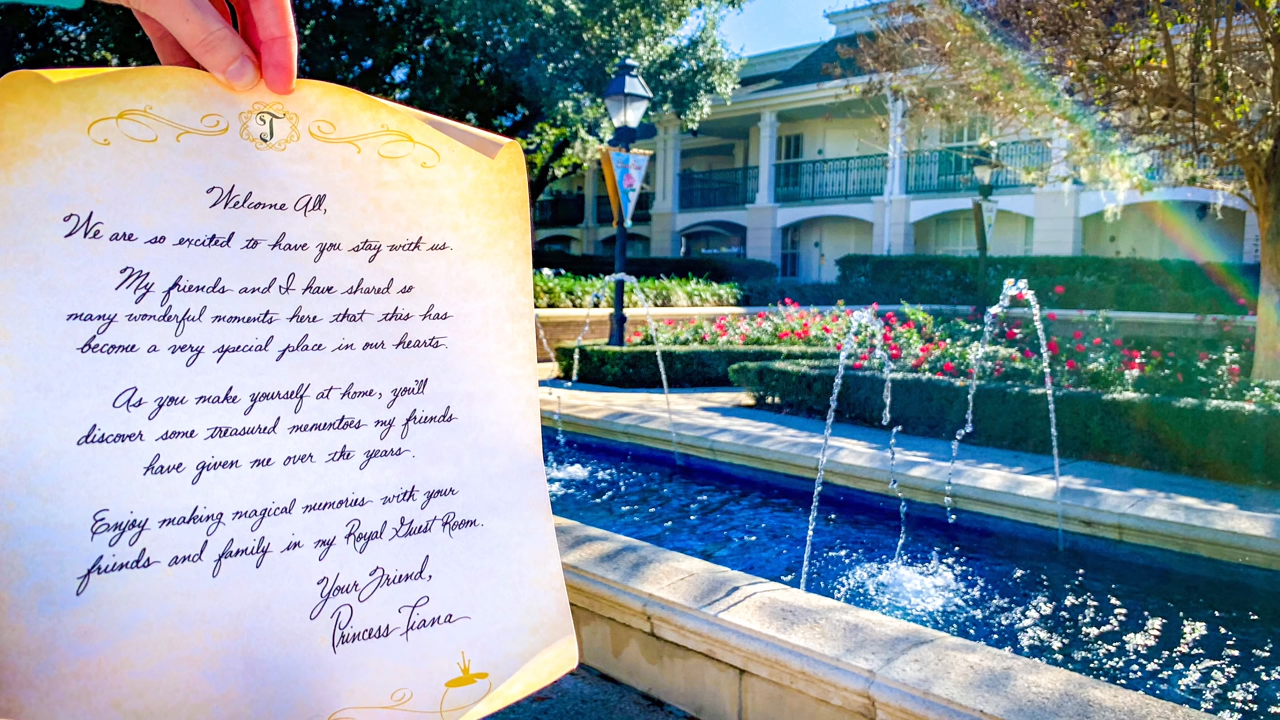 T
Welcome All,
We are so excited to have you stay with us.
My friends and I have shared so
many wonderful moments here that this has
become a very special place in our hearts.
As you make yourself at home, you'll
discover some treasured mementoes my friends
have given me over the years.
Enjoy making magical memories with your
friends and family in my Royal Guest Room.
Your Friend,
Princess Tiana